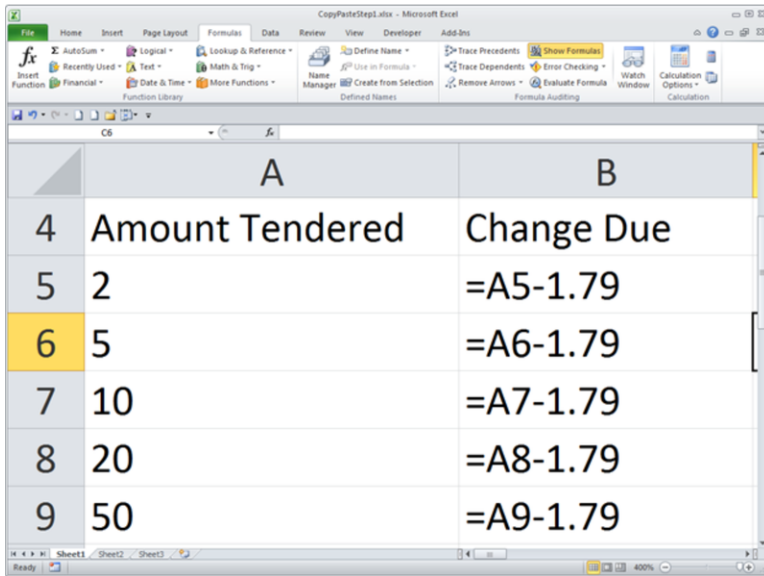 CopyPasteStep1.xlsx - Microsoft Excel
File Home Insert Page Layout Formulas Data Review View Developer Add-Ins
fx Σ AutoSum Logical Lookup & Reference Define Name Trace Precedents Show Formulas
Recently Used Text Math & Trig Use in Formula Trace Dependents Error Checking
Insert Function Financial Date & Time More Functions Name Manager Create from Selection Remove Arrows Evaluate Formula Watch Window Calculation Options
Function Library Defined Names Formula Auditing Calculation
C6 fx
A B
4 Amount Tendered Change Due
5 2 =A5-1.79
6 5 =A6-1.79
7 10 =A7-1.79
8 20 =A8-1.79
9 50 =A9-1.79
Sheet1 Sheet2 Sheet3
Ready 400%